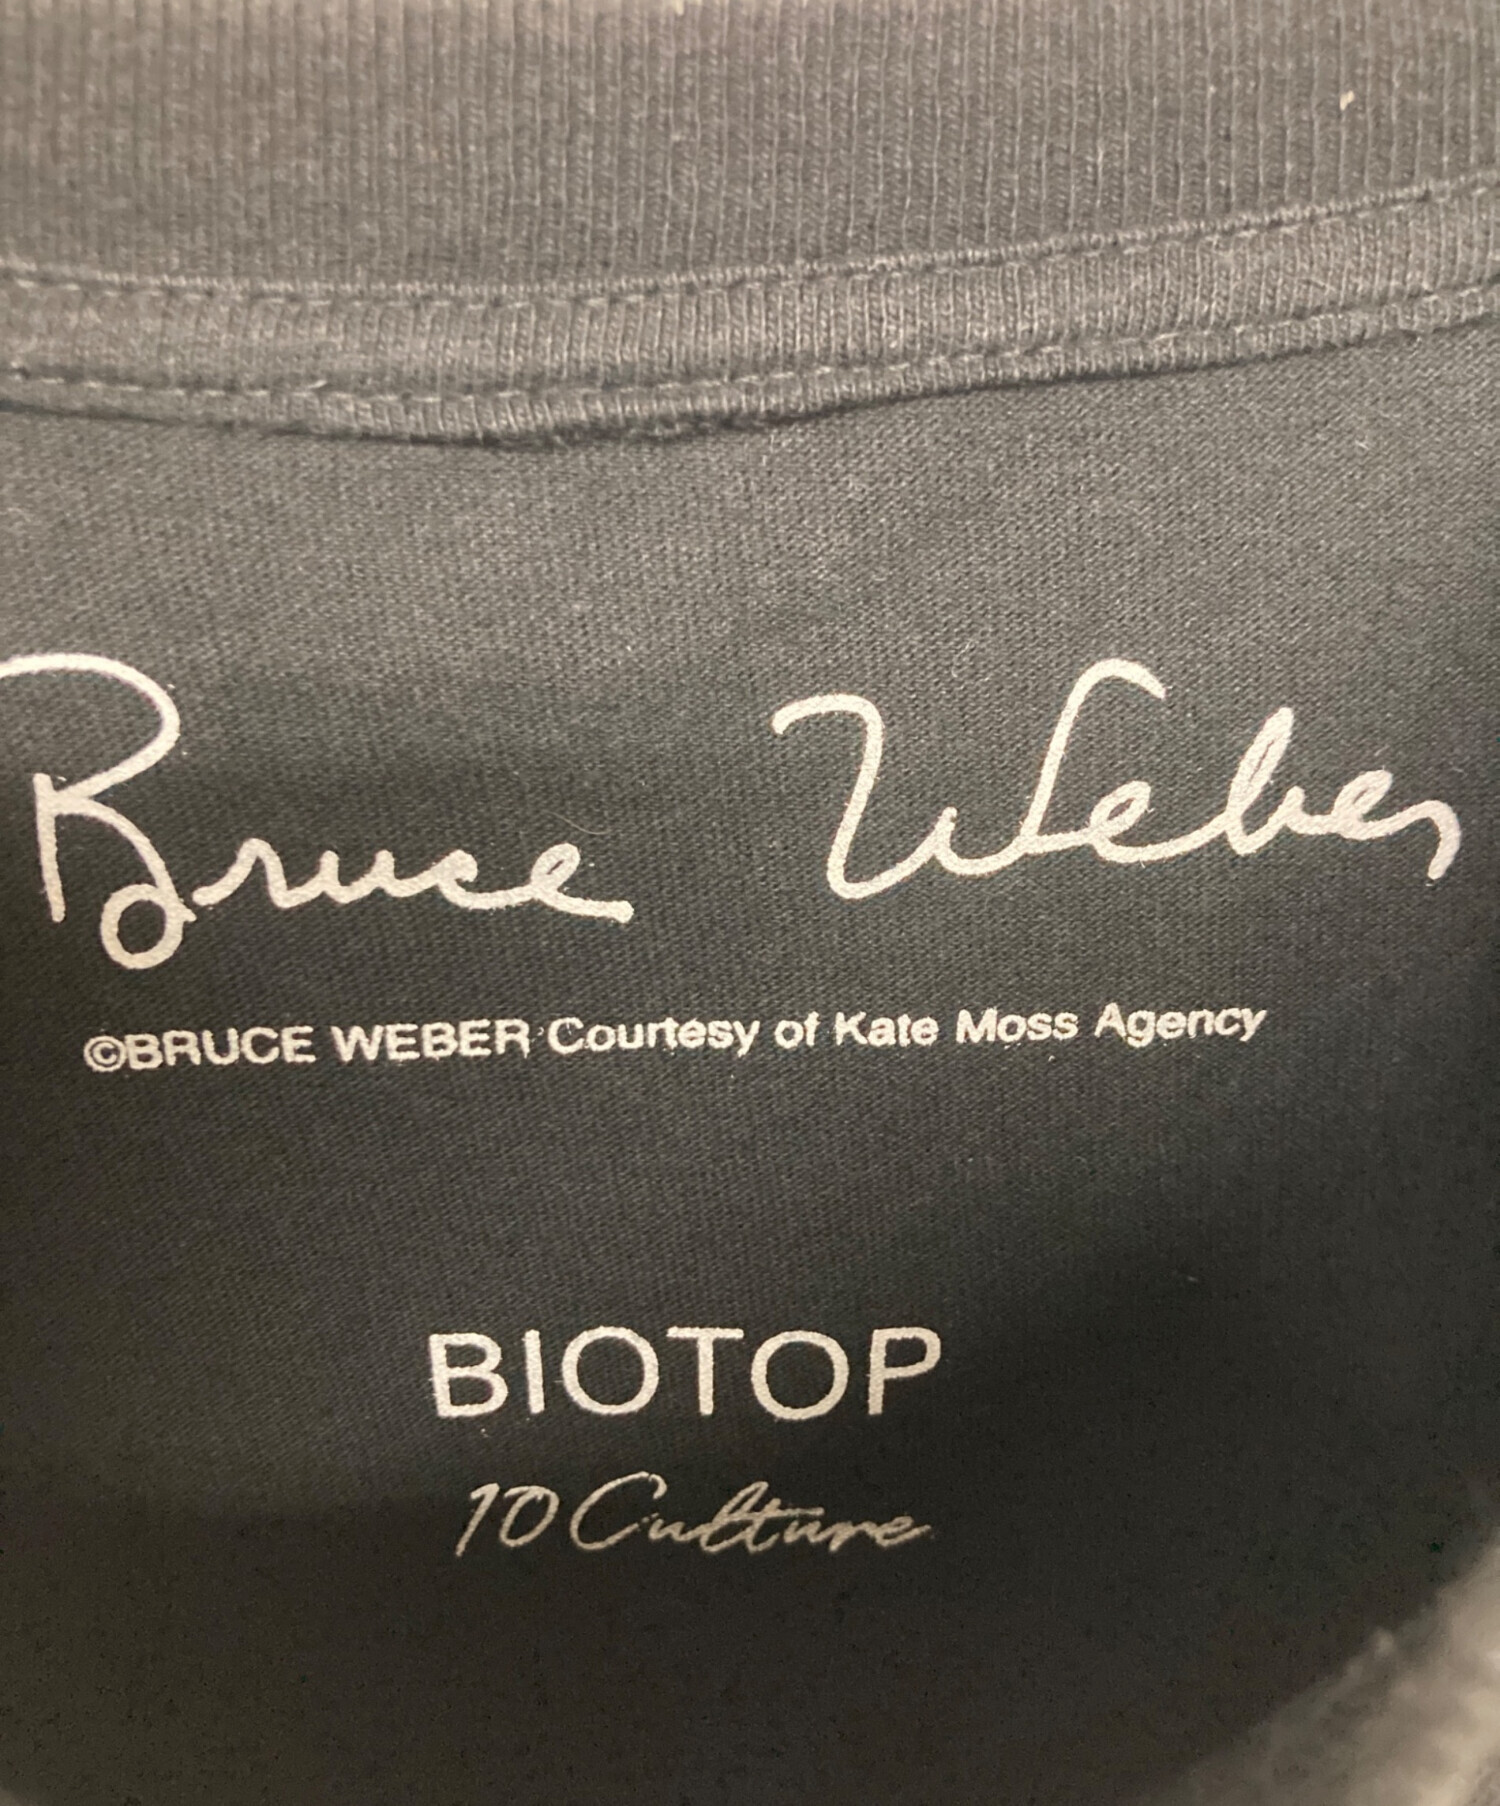 Bruce Weber
©BRUCE WEBER Courtesy of Kate Moss Agency
BIOTOP
10 Culture